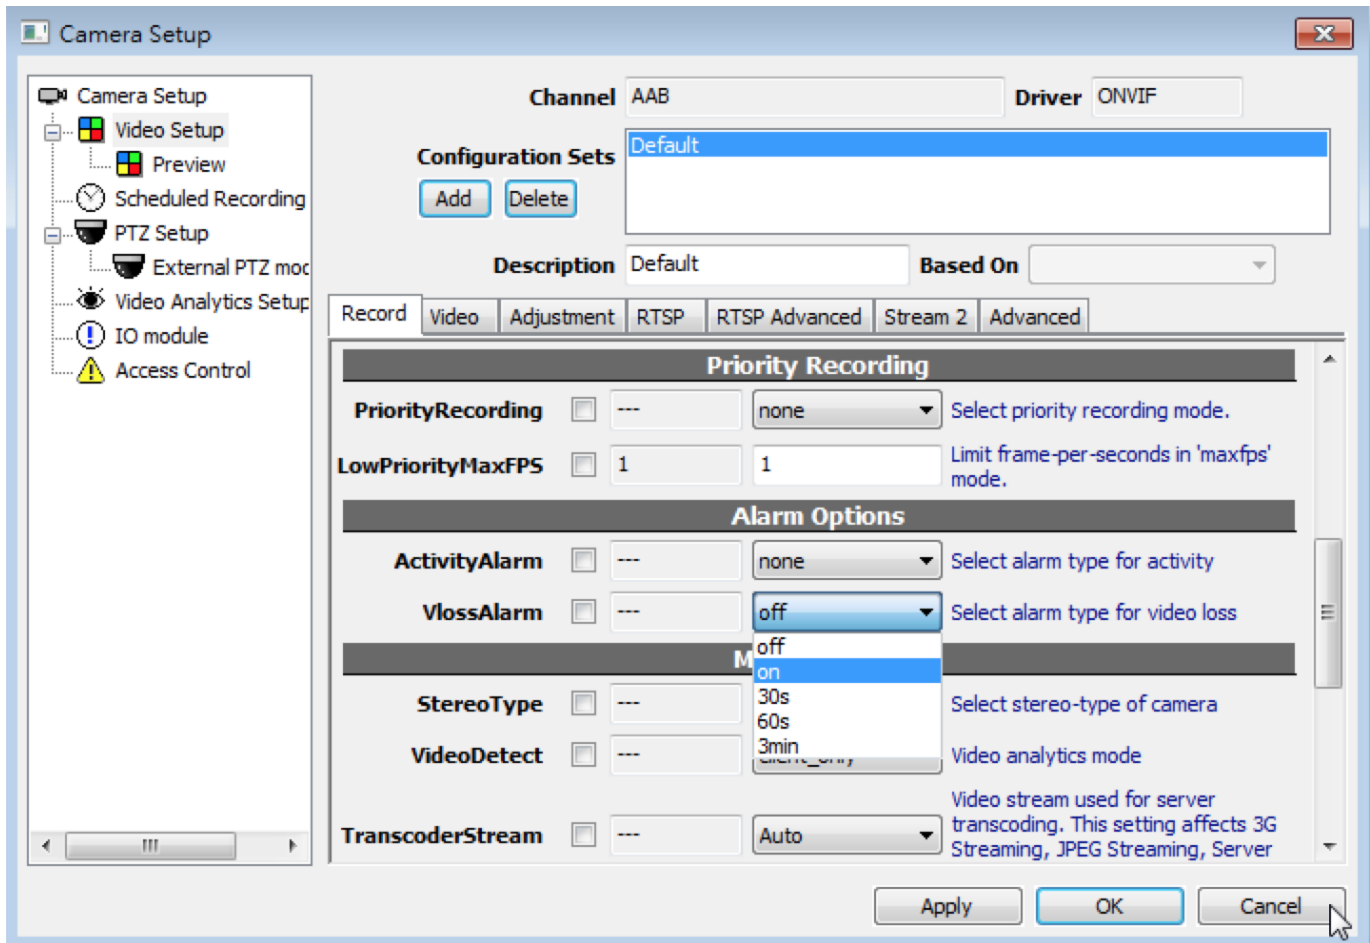 Camera Setup
Camera Setup
Video Setup
Preview
Scheduled Recording
PTZ Setup
External PTZ mod
Video Analytics Setup
IO module
Access Control
Channel AAB Driver ONVIF
Configuration Sets Default
Add Delete
Description Default Based On
Record Video Adjustment RTSP RTSP Advanced Stream 2 Advanced
Priority Recording
PriorityRecording --- none Select priority recording mode.
LowPriorityMaxFPS 1 1 Limit frame-per-seconds in 'maxfps'
mode.
Alarm Options
ActivityAlarm --- none Select alarm type for activity
VlossAlarm --- off Select alarm type for video loss
off
M
on
30s
StereoType --- Select stereo-type of camera
60s
3min
VideoDetect --- client_only Video analytics mode
Video stream used for server
TranscoderStream --- Auto transcoding. This setting affects 3G
Streaming, JPEG Streaming, Server
Apply OK Cancel